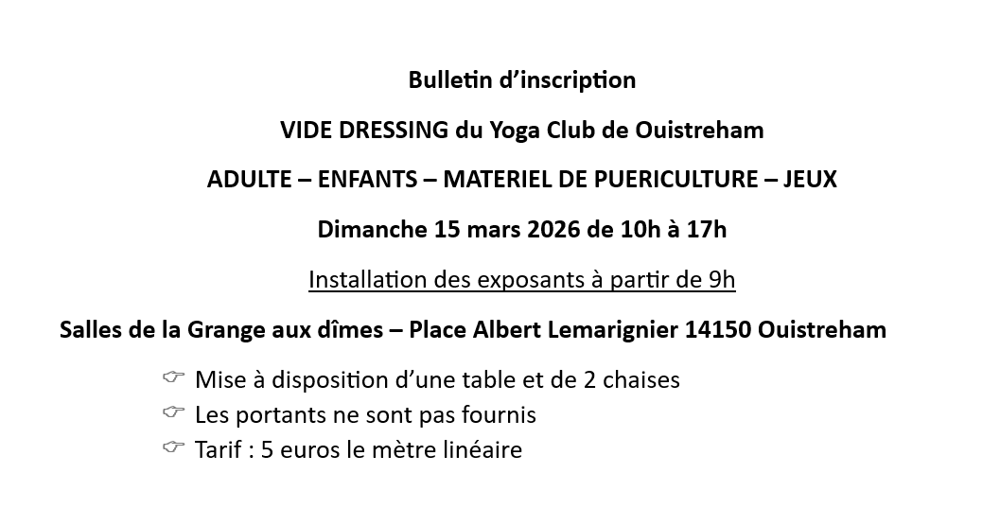 Bulletin d’inscription
VIDE DRESSING du Yoga Club de Ouistreham
ADULTE – ENFANTS – MATERIEL DE PUERICULTURE – JEUX
Dimanche 15 mars 2026 de 10h à 17h
Installation des exposants à partir de 9h
Salles de la Grange aux dîmes – Place Albert Lemarignier 14150 Ouistreham
☞ Mise à disposition d’une table et de 2 chaises
☞ Les portants ne sont pas fournis
☞ Tarif : 5 euros le mètre linéaire